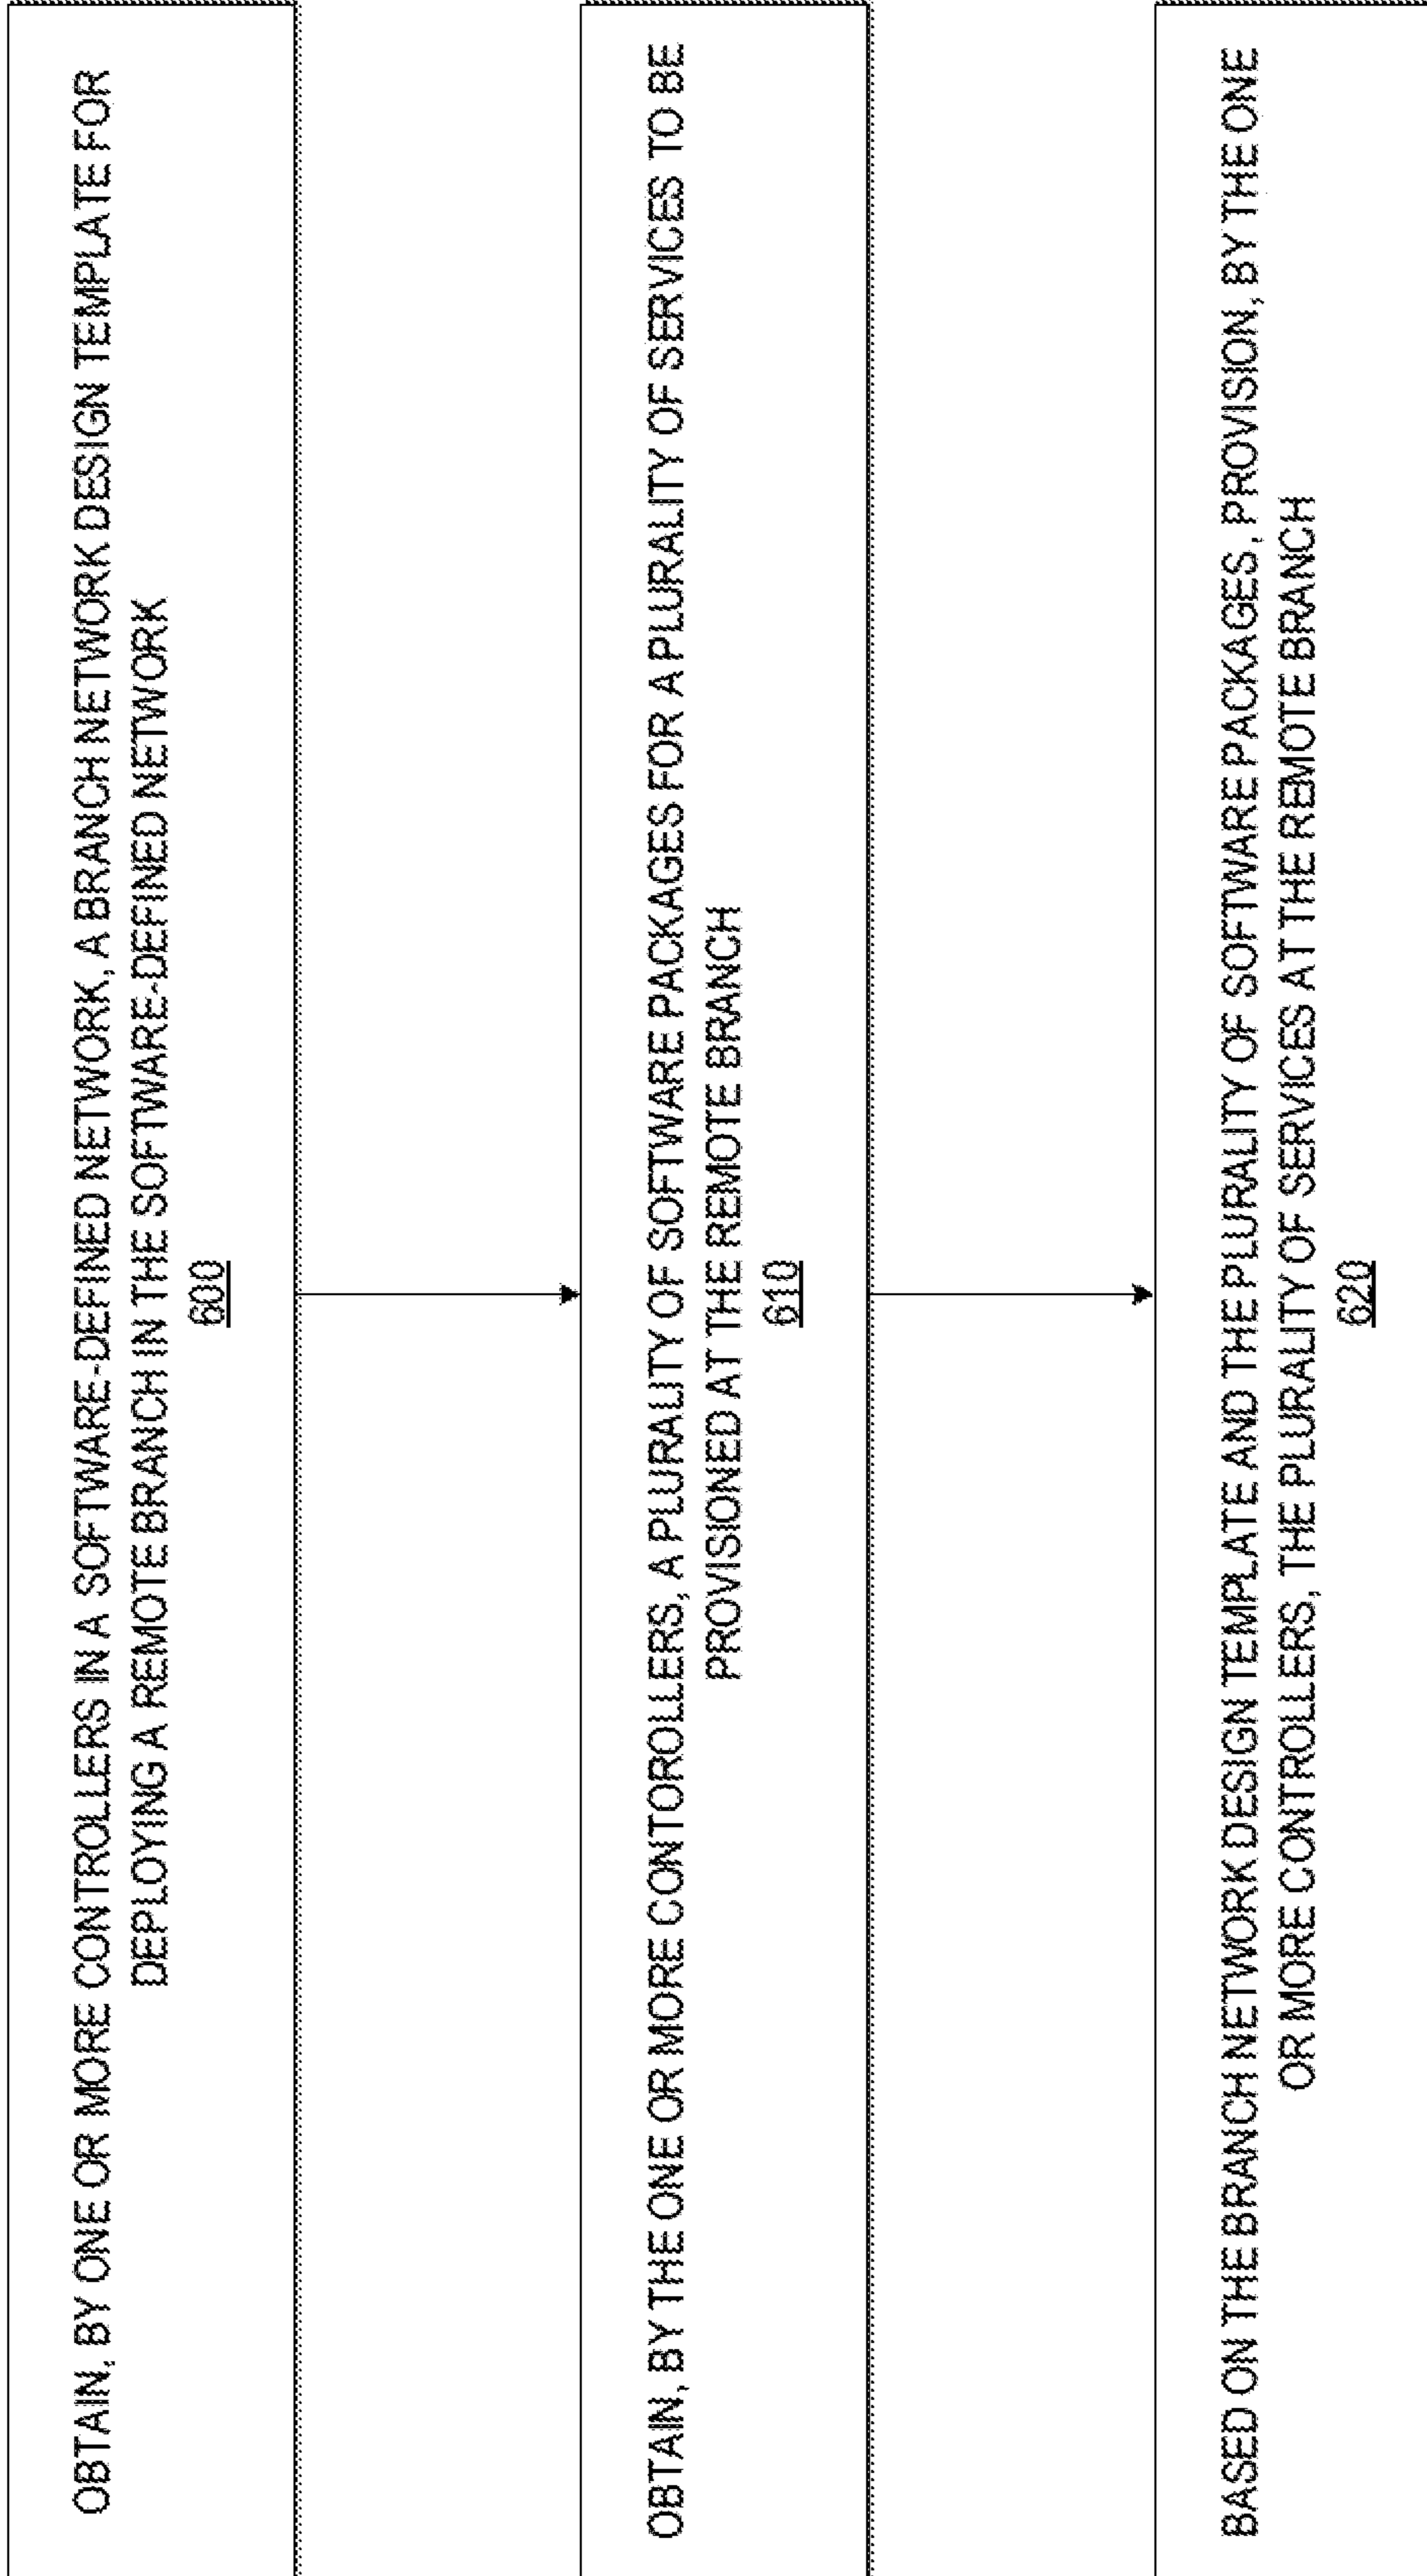 OBTAIN, BY ONE OR MORE CONTROLLERS IN A SOFTWARE-DEFINED NETWORK, A BRANCH NETWORK DESIGN TEMPLATE FOR
DEPLOYING A REMOTE BRANCH IN THE SOFTWARE-DEFINED NETWORK
600
OBTAIN, BY THE ONE OR MORE CONTOROLLERS, A PLURALITY OF SOFTWARE PACKAGES FOR A PLURALITY OF SERVICES TO BE
PROVISIONED AT THE REMOTE BRANCH
610
BASED ON THE BRANCH NETWORK DESIGN TEMPLATE AND THE PLURALITY OF SOFTWARE PACKAGES, PROVISION, BY THE ONE
OR MORE CONTROLLERS, THE PLURALITY OF SERVICES AT THE REMOTE BRANCH
620